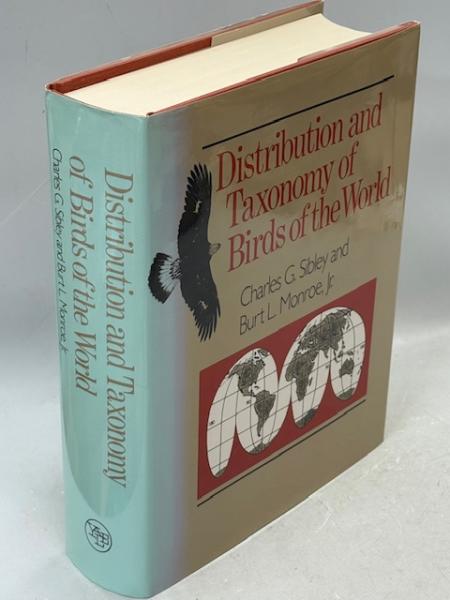 Distribution and
Taxonomy of
Birds of the World
Charles G. Sibley and
Burt L. Monroe, Jr.
Distribution and Taxonomy
of Birds of the World
Charles G. Sibley and Burt L. Monroe, Jr.